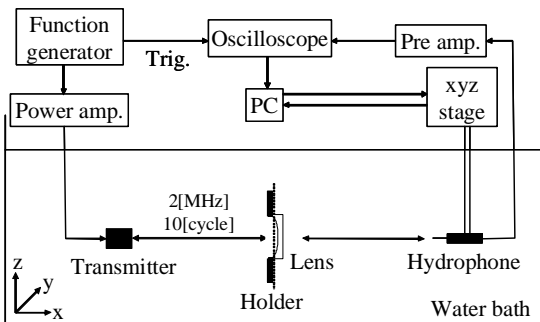 Function
generator
Trig.
Oscilloscope
Pre amp.
Power amp.
PC
xyz
stage
2[MHz]
10[cycle]
Transmitter
Lens
Hydrophone
Holder
Water bath
z
y
x